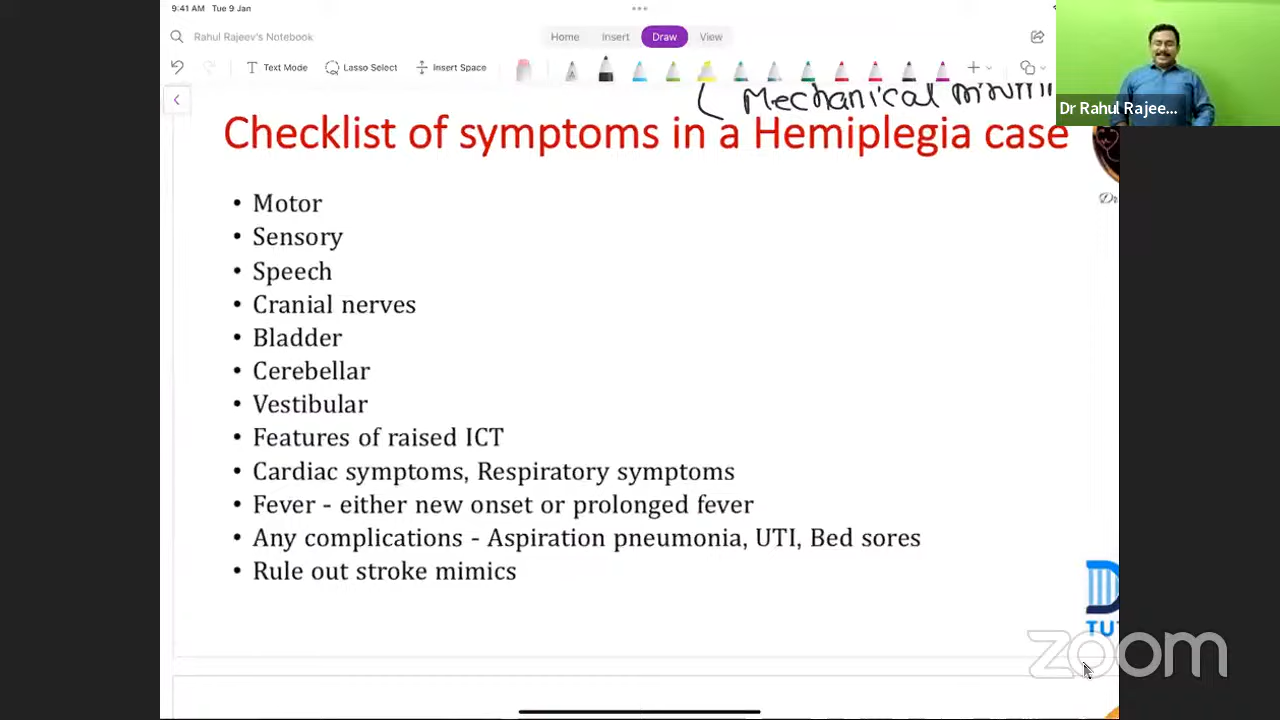 9:41 AM Tue 9 Jan
Rahul Rajeev's Notebook
Home Insert Draw View
Text Mode Lasso Select Insert Space
Dr Rahul Rajee...
Mechanical
Checklist of symptoms in a Hemiplegia case
• Motor
• Sensory
• Speech
• Cranial nerves
• Bladder
• Cerebellar
• Vestibular
• Features of raised ICT
• Cardiac symptoms, Respiratory symptoms
• Fever - either new onset or prolonged fever
• Any complications - Aspiration pneumonia, UTI, Bed sores
• Rule out stroke mimics
TU
zoom